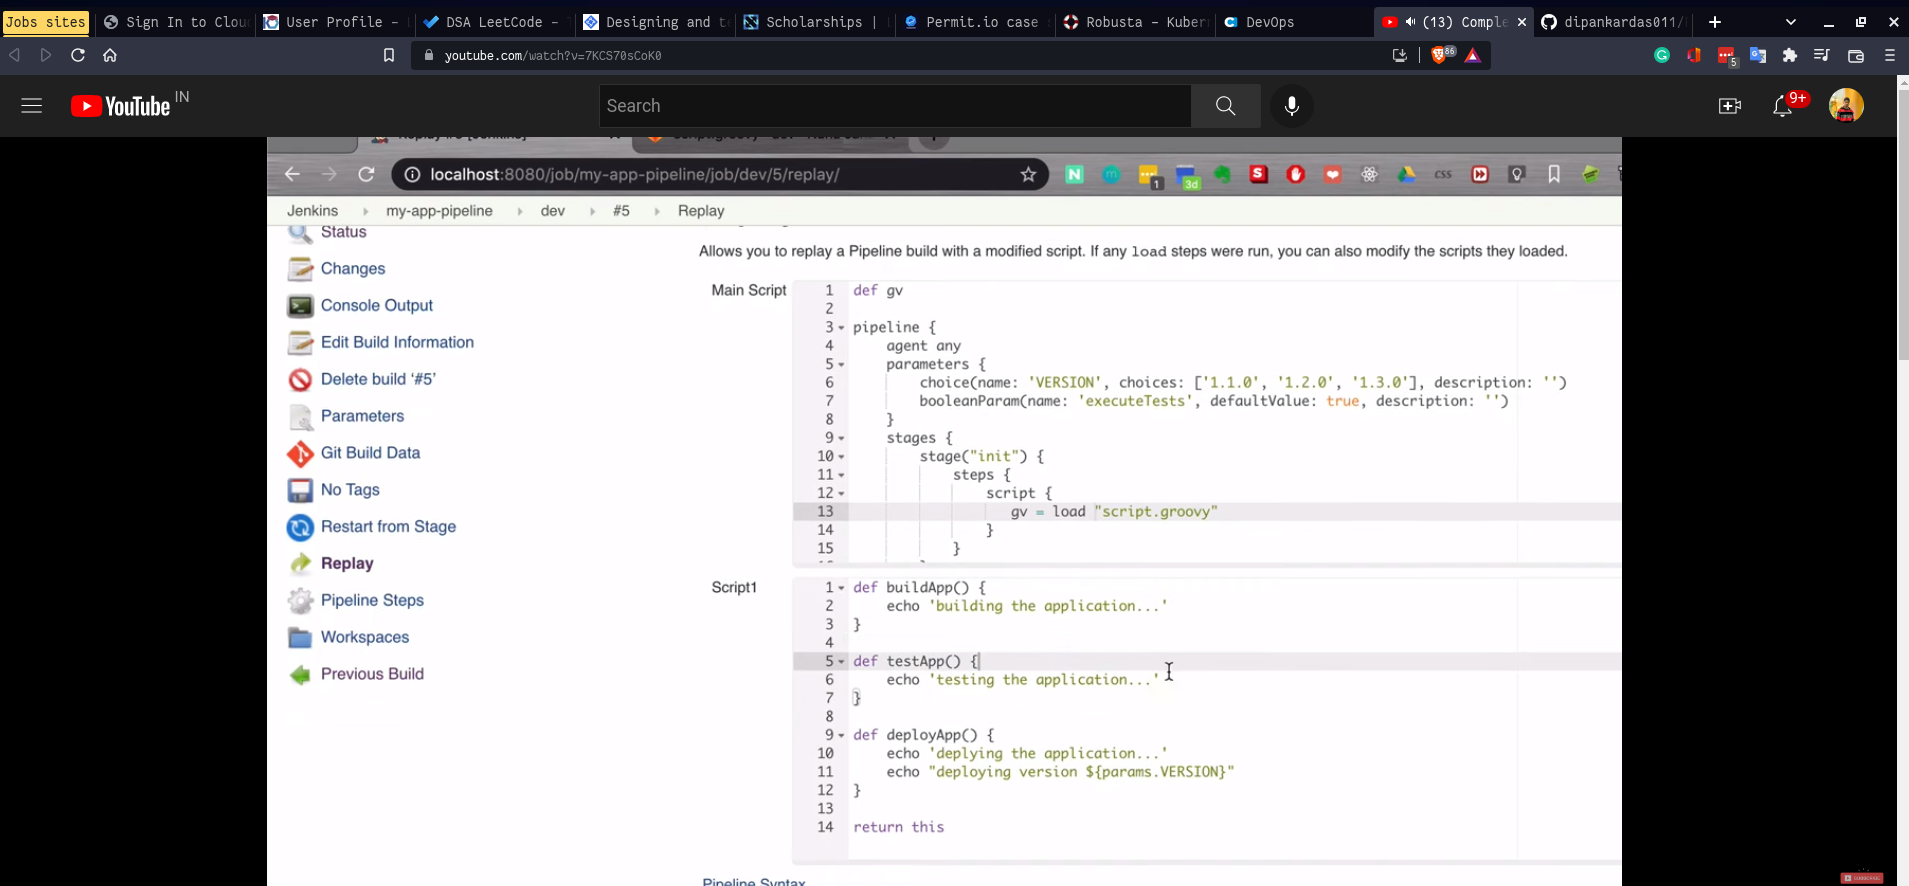 Jobs sites
Sign In to Clou
User Profile –
DSA LeetCode –
Designing and te
Scholarships |
Permit.io case
Robusta – Kuber
DevOps
(13) Comple
dipankardas011/
youtube.com/watch?v=7KCS70sCoK0
86
5
YouTube IN
Search
9+
localhost:8080/job/my-app-pipeline/job/dev/5/replay/
1
3d
css
Jenkins
my-app-pipeline
dev
#5
Replay
Status
Changes
Console Output
Edit Build Information
Delete build ‘#5’
Parameters
Git Build Data
No Tags
Restart from Stage
Replay
Pipeline Steps
Workspaces
Previous Build
Allows you to replay a Pipeline build with a modified script. If any load steps were run, you can also modify the scripts they loaded.
Main Script
1 def gv
2
3 pipeline {
4 agent any
5 parameters {
6 choice(name: 'VERSION', choices: ['1.1.0', '1.2.0', '1.3.0'], description: '')
7 booleanParam(name: 'executeTests', defaultValue: true, description: '')
8 }
9 stages {
10 stage("init") {
11 steps {
12 script {
13 gv = load "script.groovy"
14 }
15 }
Script1
1 def buildApp() {
2 echo 'building the application...'
3 }
4
5 def testApp() {
6 echo 'testing the application...'
7 }
8
9 def deployApp() {
10 echo 'deplying the application...'
11 echo "deploying version ${params.VERSION}"
12 }
13
14 return this
Pipeline Syntax
SUBSCRIBE